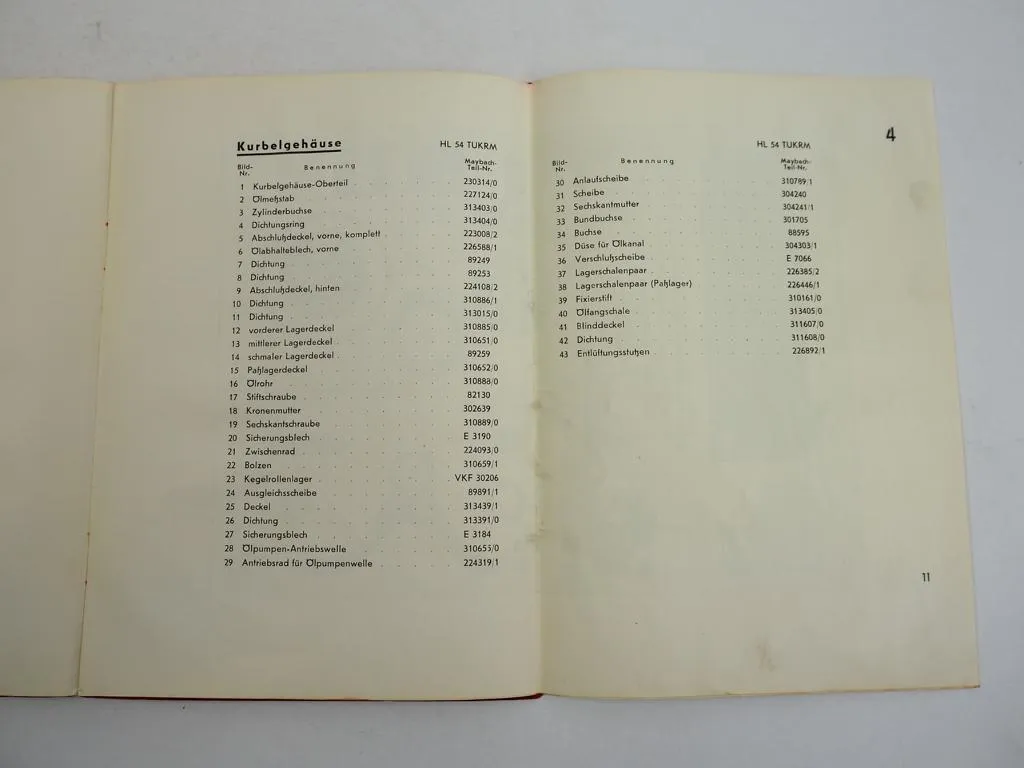 Kurbelgehäuse HL 54 TUKRM
Bild-Nr. Benennung Maybach-Teil-Nr.
1 Kurbelgehäuse-Oberteil 230314/0
2 Ölmeßstab 227124/0
3 Zylinderbuchse 313403/0
4 Dichtungsring 313404/0
5 Abschlußdeckel, vorne, komplett 223008/2
6 Ölabhalteblech, vorne 226588/1
7 Dichtung 89249
8 Dichtung 89253
9 Abschlußdeckel, hinten 224108/2
10 Dichtung 310886/1
11 Dichtung 313015/0
12 vorderer Lagerdeckel 310885/0
13 mittlerer Lagerdeckel 310651/0
14 schmaler Lagerdeckel 89259
15 Paßlagerdeckel 310652/0
16 Ölrohr 310888/0
17 Stiftschraube 82130
18 Kronenmutter 302639
19 Sechskantschraube 310889/0
20 Sicherungsblech E 3190
21 Zwischenrad 224093/0
22 Bolzen 310659/1
23 Kegelrollenlager VKF 30206
24 Ausgleichsscheibe 89891/1
25 Deckel 313439/1
26 Dichtung 313391/0
27 Sicherungsblech E 3184
28 Ölpumpen-Antriebswelle 310655/0
29 Antriebsrad für Ölpumpenwelle 224319/1
4
HL 54 TUKRM
Bild-Nr. Benennung Maybach-Teil-Nr.
30 Anlaufscheibe 310789/1
31 Scheibe 304240
32 Sechskantmutter 304241/1
33 Bundbuchse 301705
34 Buchse 88595
35 Düse für Ölkanal 304303/1
36 Verschlußscheibe E 7066
37 Lagerschalenpaar 226385/2
38 Lagerschalenpaar (Paßlager) 226446/1
39 Fixierstift 310161/0
40 Ölfangschale 313405/0
41 Blinddeckel 311607/0
42 Dichtung 311608/0
43 Entlüftungsstutzen 226892/1
11